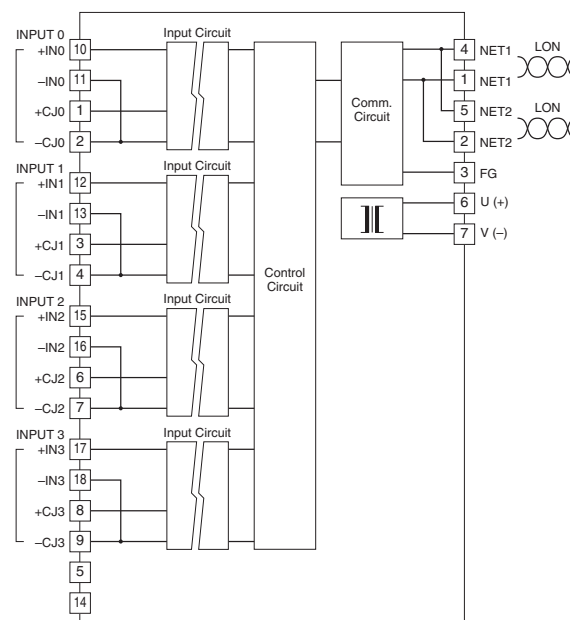 INPUT 0
+IN0 10
−IN0 11
+CJ0 1
−CJ0 2
Input Circuit
INPUT 1
+IN1 12
−IN1 13
+CJ1 3
−CJ1 4
Input Circuit
INPUT 2
+IN2 15
−IN2 16
+CJ2 6
−CJ2 7
Input Circuit
INPUT 3
+IN3 17
−IN3 18
+CJ3 8
−CJ3 9
Input Circuit
5
14
Control
Circuit
Comm.
Circuit
4 NET1
LON
1 NET1
5 NET2
LON
2 NET2
3 FG
6 U (+)
7 V (–)